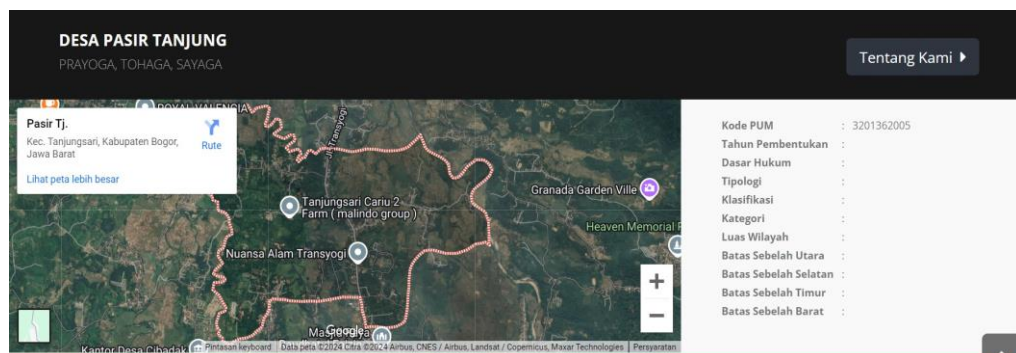 DESA PASIR TANJUNG
PRAYOGA, TOHAGA, SAYAGA
Tentang Kami
ROYAL VALENCIA
Pasir Tj.
Kec. Tanjungsari, Kabupaten Bogor,
Jawa Barat
Rute
Lihat peta lebih besar
Jl. Transyogi
Tanjungsari Cariu 2
Farm ( malindo group )
Granada Garden Ville
Heaven Memorial
Nuansa Alam Transyogi
Google
Kantor Desa Cibadak
Pintasan keyboard
Data peta ©2024 Citra ©2024 Airbus, CNES / Airbus, Landsat / Copernicus, Maxar Technologies
Persyaratan
Kode PUM : 3201362005
Tahun Pembentukan :
Dasar Hukum :
Tipologi :
Klasifikasi :
Kategori :
Luas Wilayah :
Batas Sebelah Utara :
Batas Sebelah Selatan :
Batas Sebelah Timur :
Batas Sebelah Barat :